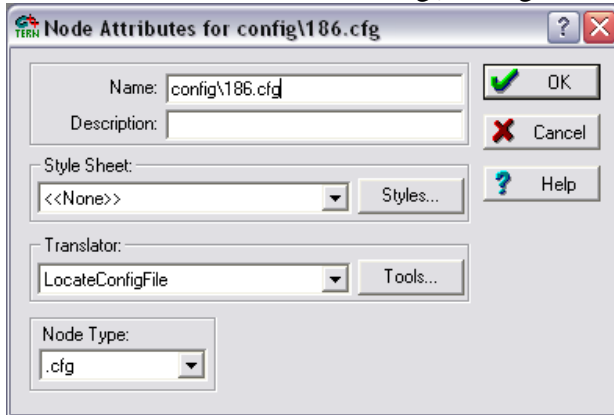 TERN Node Attributes for config\186.cfg
Name: config\186.cfg
OK
Description:
Cancel
Style Sheet:
Help
<<None>>
Styles...
Translator:
LocateConfigFile
Tools...
Node Type:
.cfg